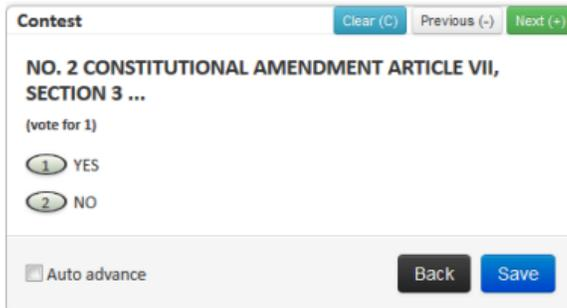 Contest Clear (C) Previous (-) Next (+)
NO. 2 CONSTITUTIONAL AMENDMENT ARTICLE VII,
SECTION 3 ...
(vote for 1)
1 YES
2 NO
Auto advance Back Save